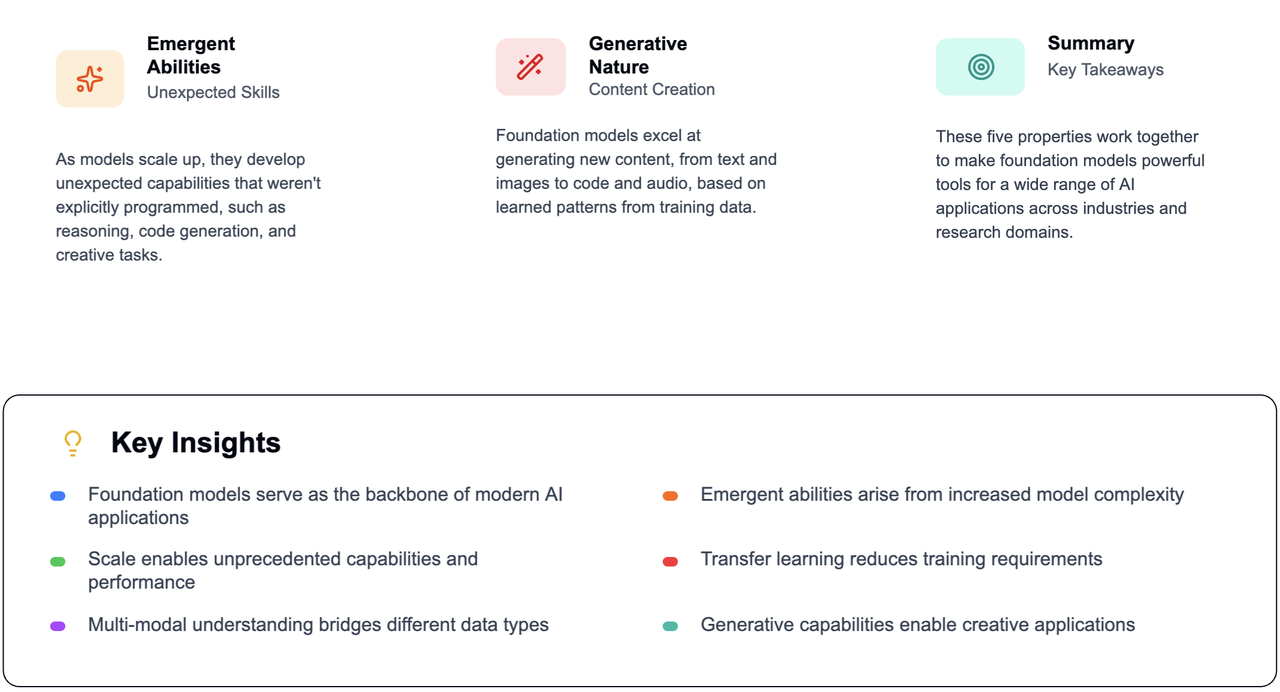 Emergent
Abilities
Unexpected Skills
As models scale up, they develop
unexpected capabilities that weren't
explicitly programmed, such as
reasoning, code generation, and
creative tasks.
Generative
Nature
Content Creation
Foundation models excel at
generating new content, from text and
images to code and audio, based on
learned patterns from training data.
Summary
Key Takeaways
These five properties work together
to make foundation models powerful
tools for a wide range of AI
applications across industries and
research domains.
Key Insights
Foundation models serve as the backbone of modern AI
applications
Scale enables unprecedented capabilities and
performance
Multi-modal understanding bridges different data types
Emergent abilities arise from increased model complexity
Transfer learning reduces training requirements
Generative capabilities enable creative applications